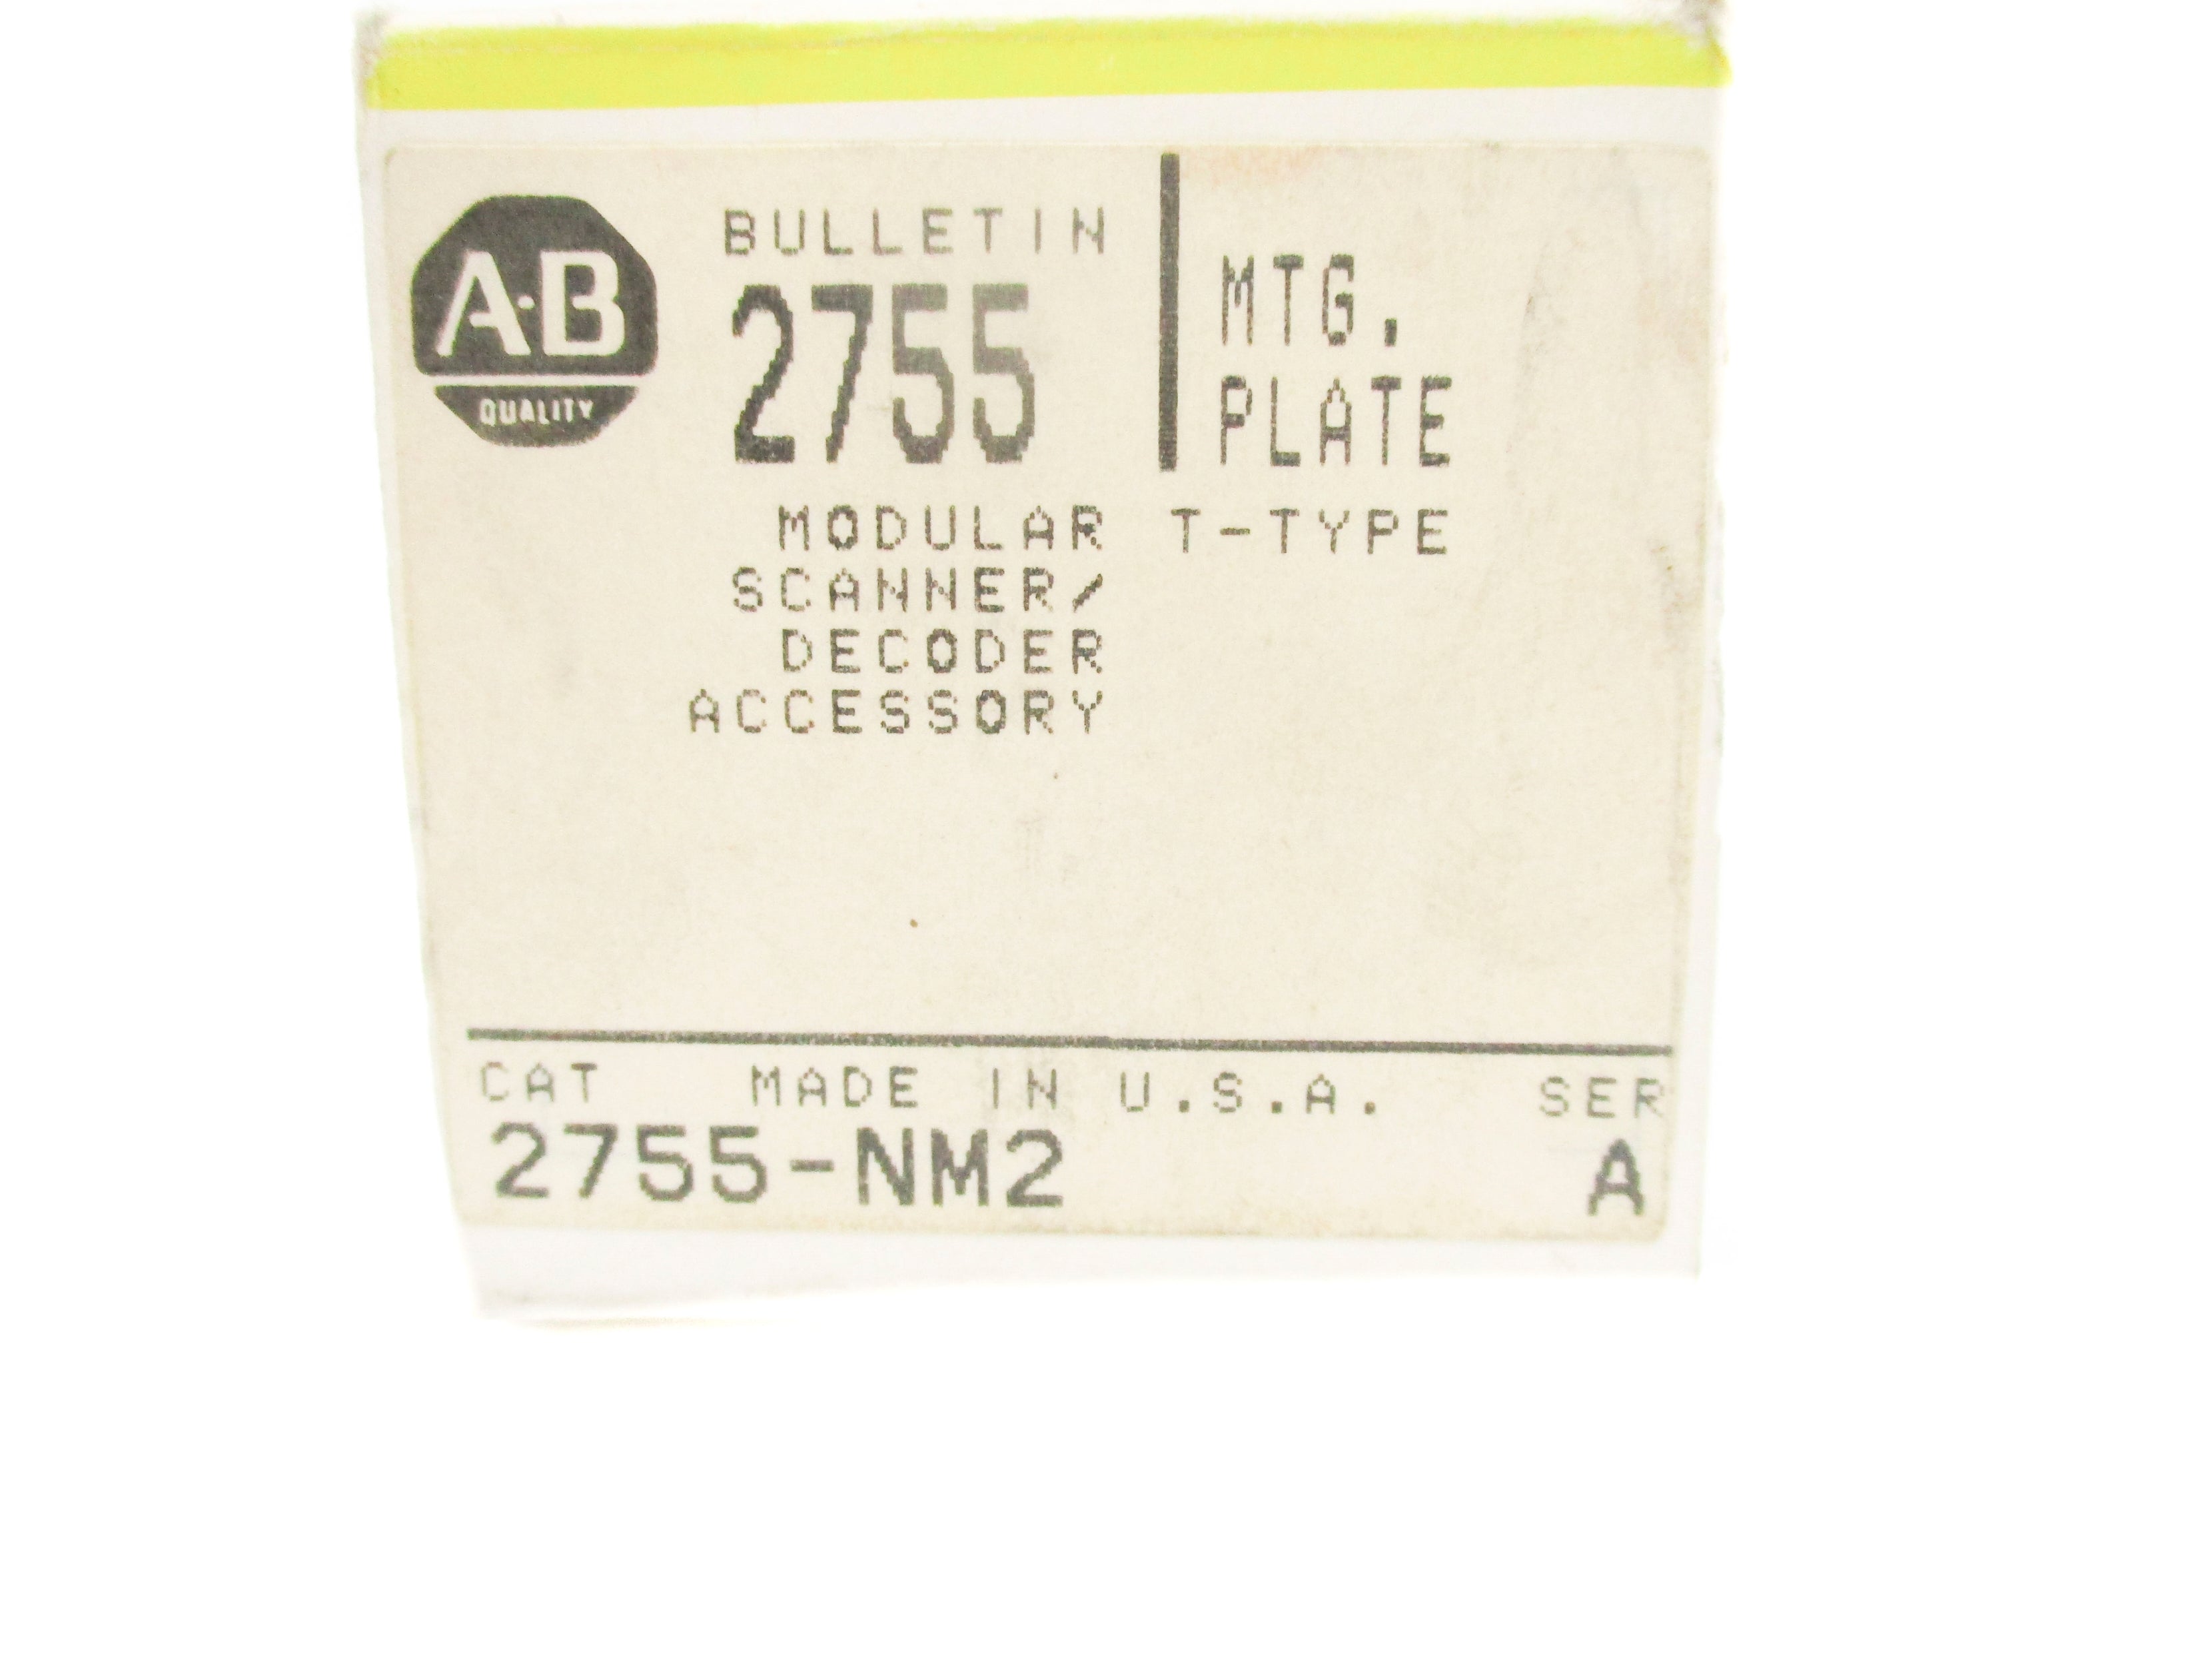 A·B
QUALITY
BULLETIN
2755
MODULAR
SCANNER/
DECODER
ACCESSORY
MTG.
PLATE
T-TYPE
CAT MADE IN U.S.A. SER
2755-NM2 A